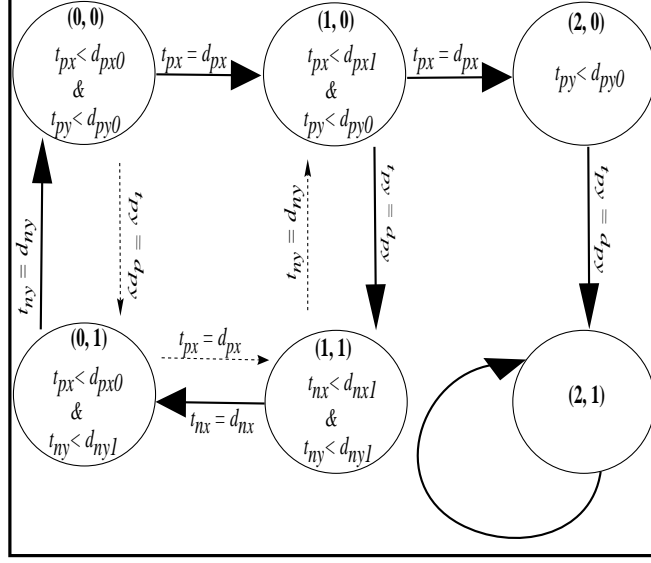 (0, 0)
t_px < d_px0
&
t_py < d_py0
t_px = d_px
(1, 0)
t_px < d_px1
&
t_py < d_py0
t_px = d_px
(2, 0)
t_py < d_py0
t_ny = d_ny
t_py = d_py
t_ny = d_ny
t_py = d_py
t_py = d_py
(0, 1)
t_px < d_px0
&
t_ny < d_ny1
t_px = d_px
t_nx = d_nx
(1, 1)
t_nx < d_nx1
&
t_ny < d_ny1
(2, 1)